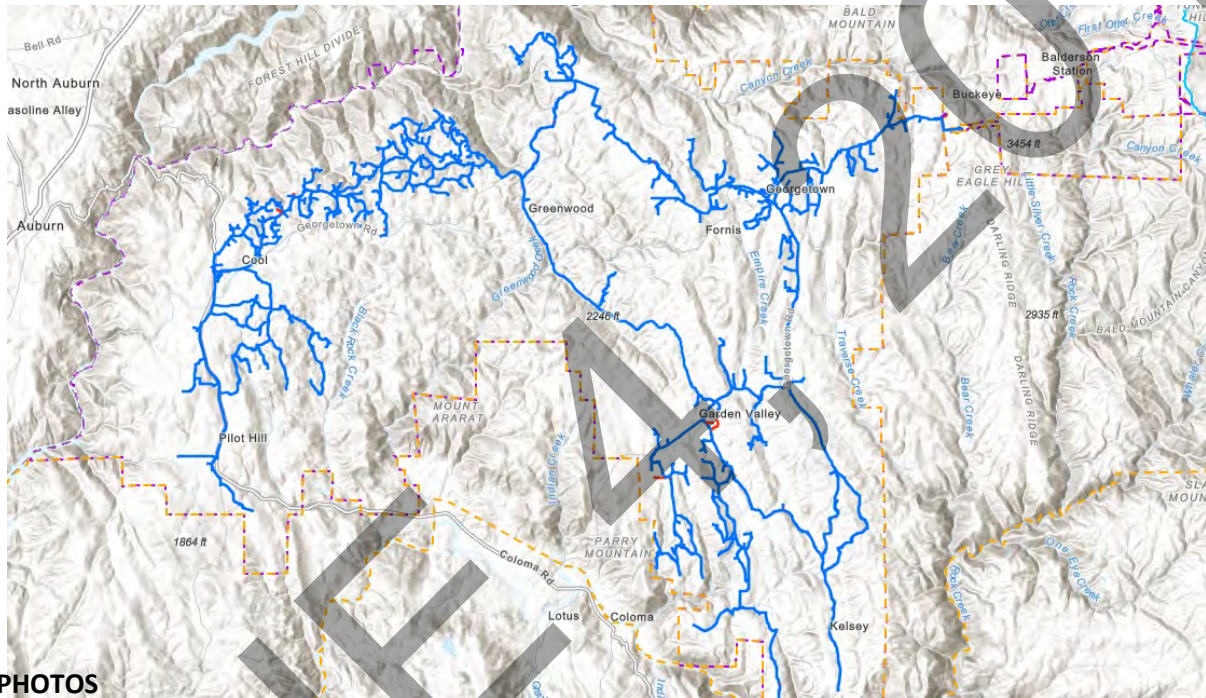 BALD
MOUNTAIN
First Otter Creek
Bell Rd
FOREST HILL DIVIDE
Balderson
Station
North Auburn
Canyon Creek
Buckeye
asoline Alley
3454 ft
Canyon Creek
GREY
EAGLE HILL
Georgetown
Greenwood
Auburn
Georgetown Rd
Fornis
Little Silver Creek
Bear Creek
DARLING RIDGE
Cool
Greenwood Creek
Empire Creek
Rock Creek
2246 ft
2935 ft
BALD MOUNTAIN CANYON
Black Rock Creek
Traverse Creek
Whaler C
Bear Creek
DARLING RIDGE
MOUNT
ARARAT
Garden Valley
Pilot Hill
Indian Creek
SLA
MOUN
1864 ft
PARRY
MOUNTAIN
Coloma Rd
One Eye Creek
Rock Creek
Lotus
Coloma
Kelsey
PHOTOS